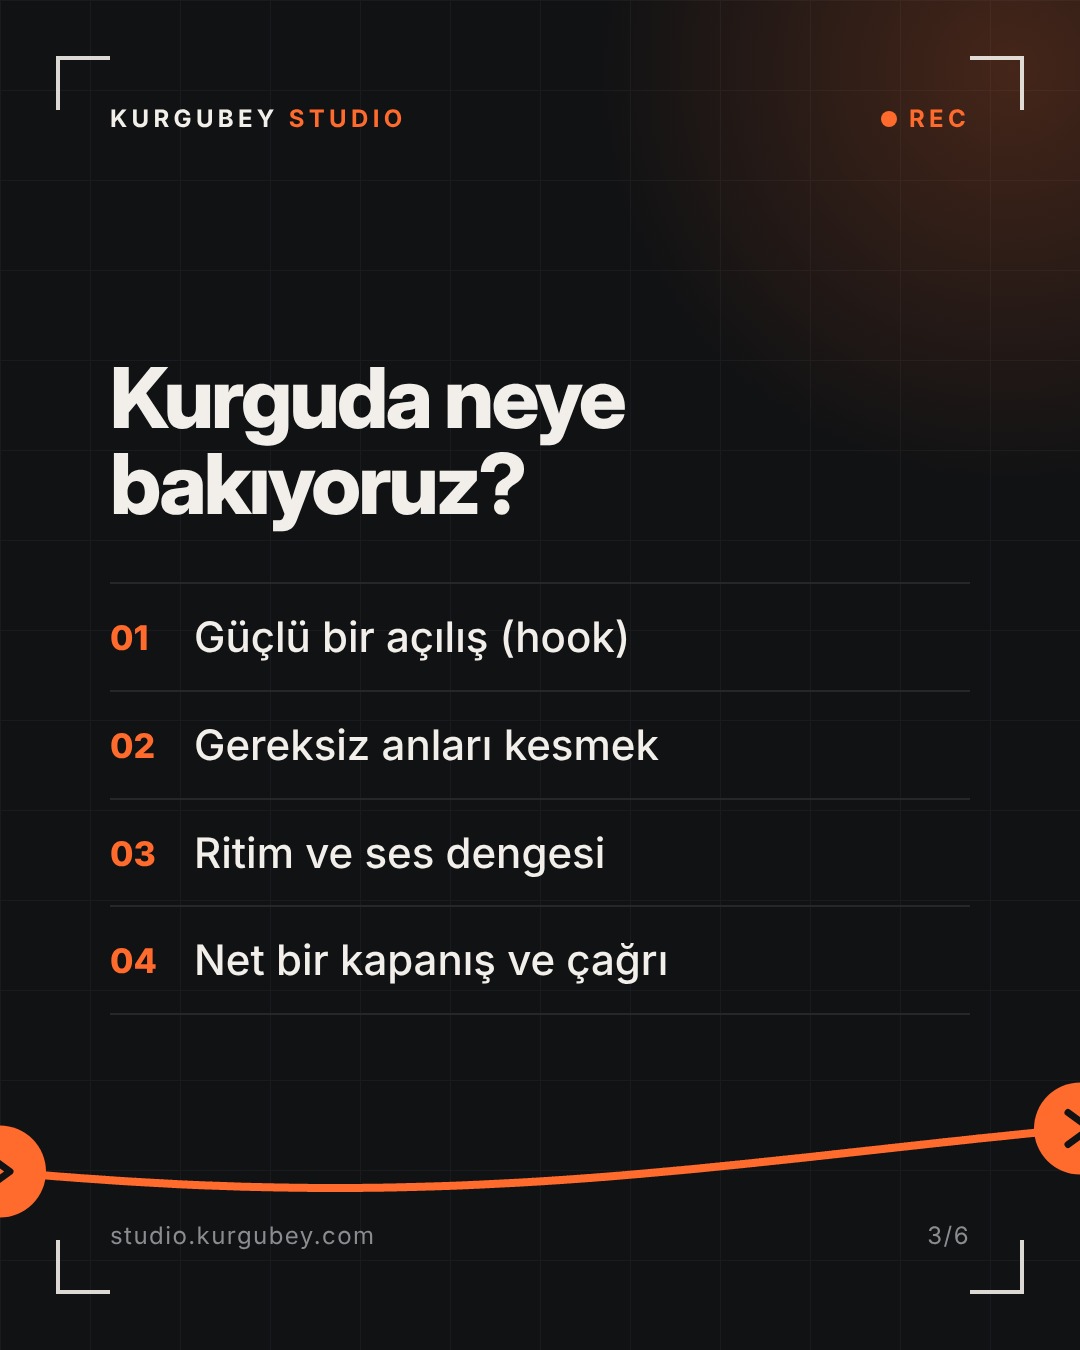 KURGUBEY STUDIO
REC
Kurguda neye
bakıyoruz?
01 Güçlü bir açılış (hook)
02 Gereksiz anları kesmek
03 Ritim ve ses dengesi
04 Net bir kapanış ve çağrı
studio.kurgubey.com
3/6